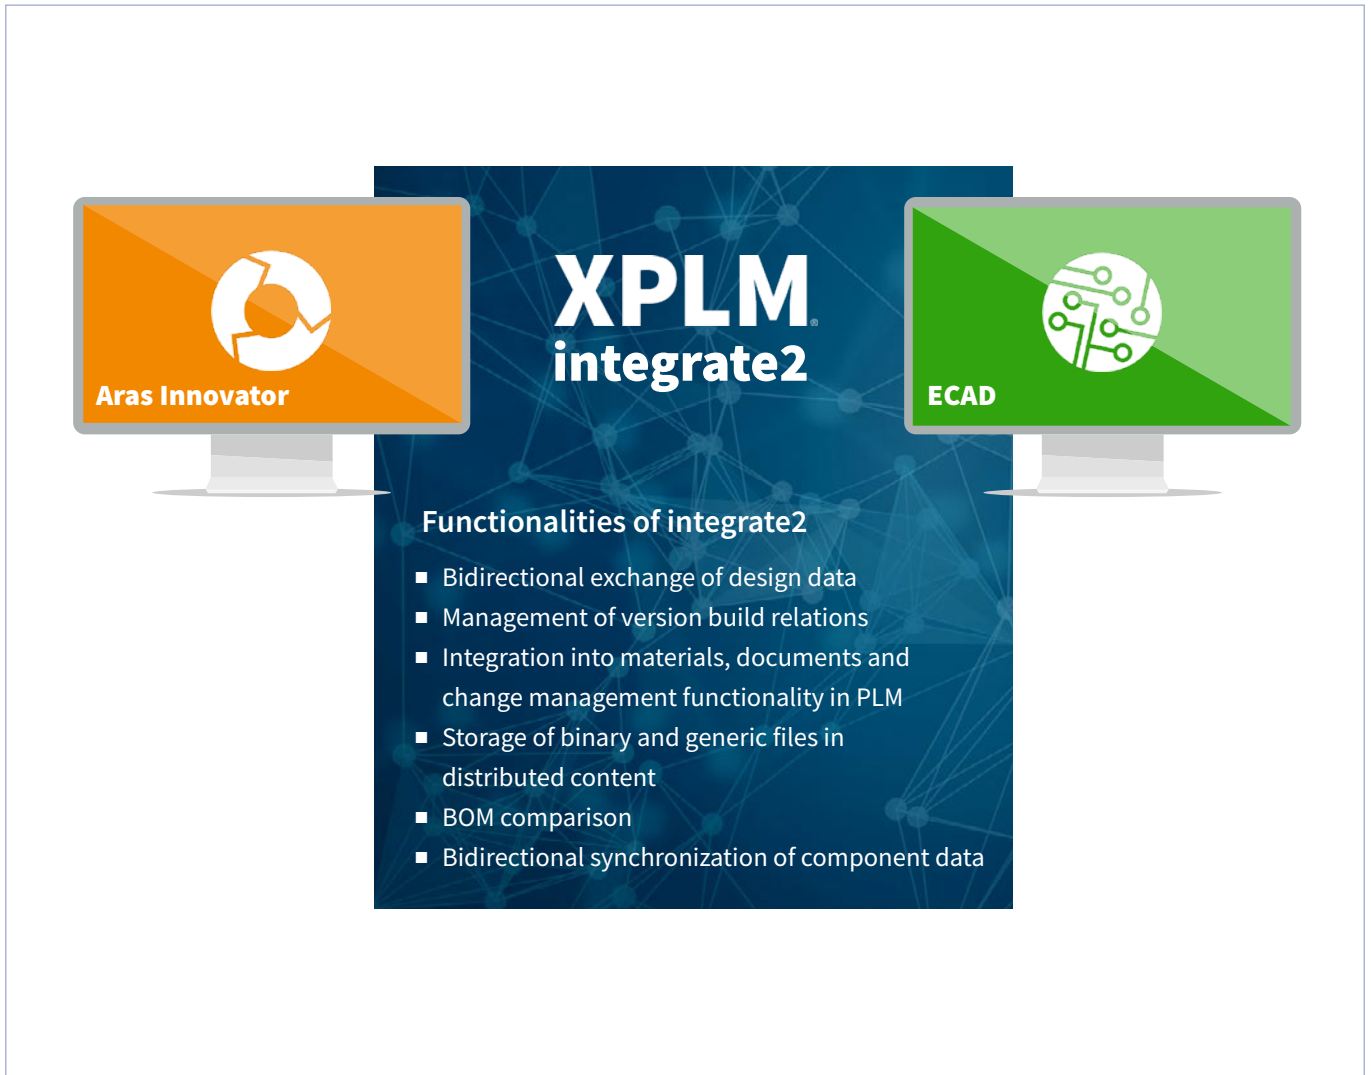 XPLM®
integrate2
Aras Innovator
ECAD
Functionalities of integrate2
■ Bidirectional exchange of design data
■ Management of version build relations
■ Integration into materials, documents and
change management functionality in PLM
■ Storage of binary and generic files in
distributed content
■ BOM comparison
■ Bidirectional synchronization of component data